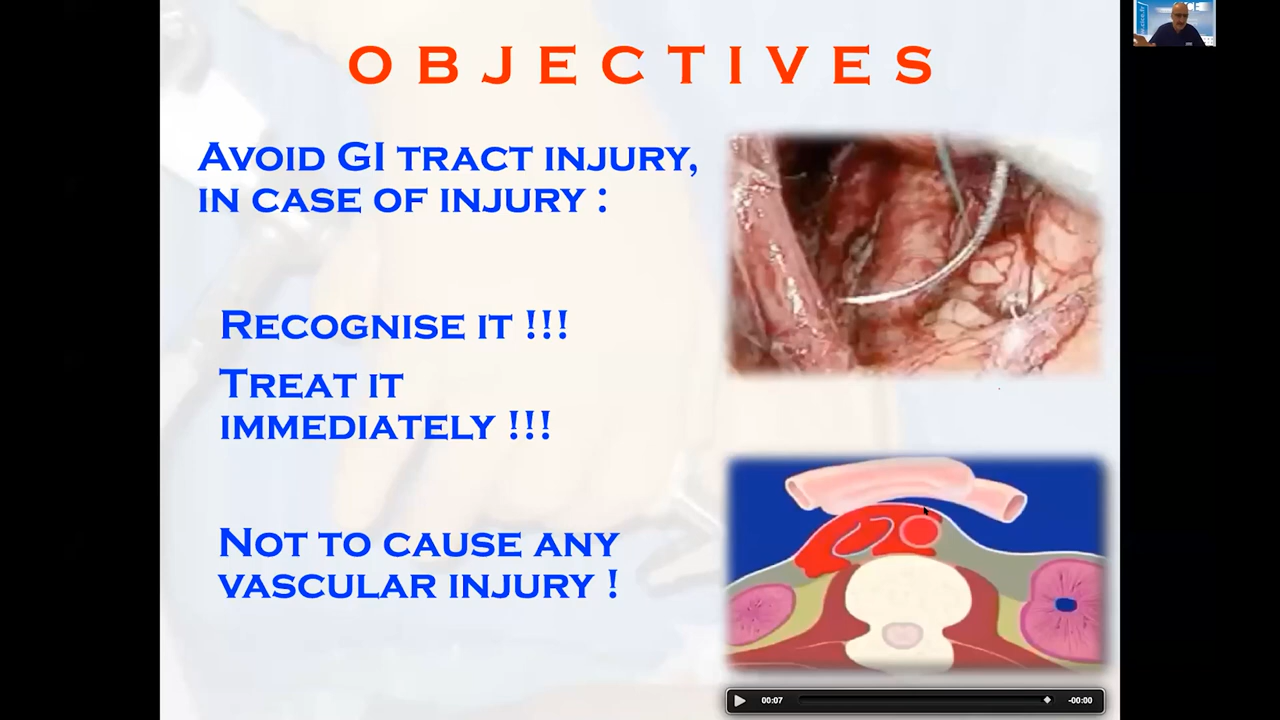 OBJECTIVES
AVOID GI TRACT INJURY,
IN CASE OF INJURY :
RECOGNISE IT !!!
TREAT IT
IMMEDIATELY !!!
NOT TO CAUSE ANY
VASCULAR INJURY !
00:07
-00:00